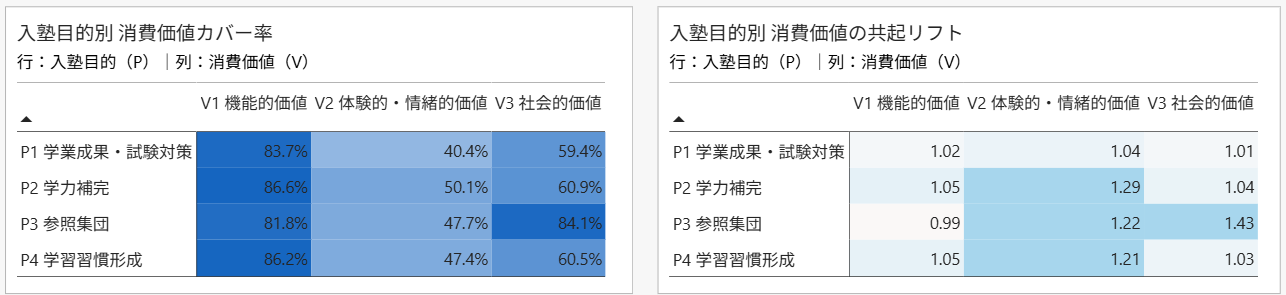 入塾目的別 消費価値カバー率
行：入塾目的（P）｜列：消費価値（V）
V1 機能的価値 V2 体験的・情緒的価値 V3 社会的価値
P1 学業成果・試験対策 83.7% 40.4% 59.4%
P2 学力補完 86.6% 50.1% 60.9%
P3 参照集団 81.8% 47.7% 84.1%
P4 学習習慣形成 86.2% 47.4% 60.5%
入塾目的別 消費価値の共起リフト
行：入塾目的（P）｜列：消費価値（V）
V1 機能的価値 V2 体験的・情緒的価値 V3 社会的価値
P1 学業成果・試験対策 1.02 1.04 1.01
P2 学力補完 1.05 1.29 1.04
P3 参照集団 0.99 1.22 1.43
P4 学習習慣形成 1.05 1.21 1.03